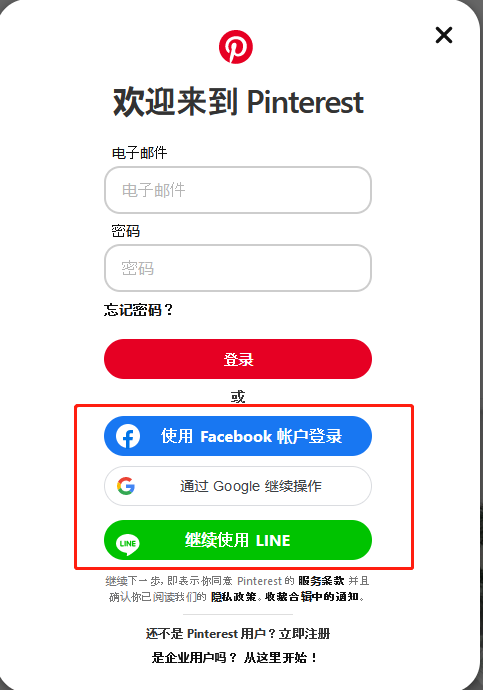 欢迎来到 Pinterest
电子邮件
电子邮件
密码
密码
忘记密码？
登录
或
使用 Facebook 帐户登录
通过 Google 继续操作
LINE 继续使用 LINE
继续下一步，即表示你同意 Pinterest 的 服务条款 并且
确认你已阅读我们的 隐私政策。收藏合辑中的通知。
还不是 Pinterest 用户？立即注册
是企业用户吗？ 从这里开始！